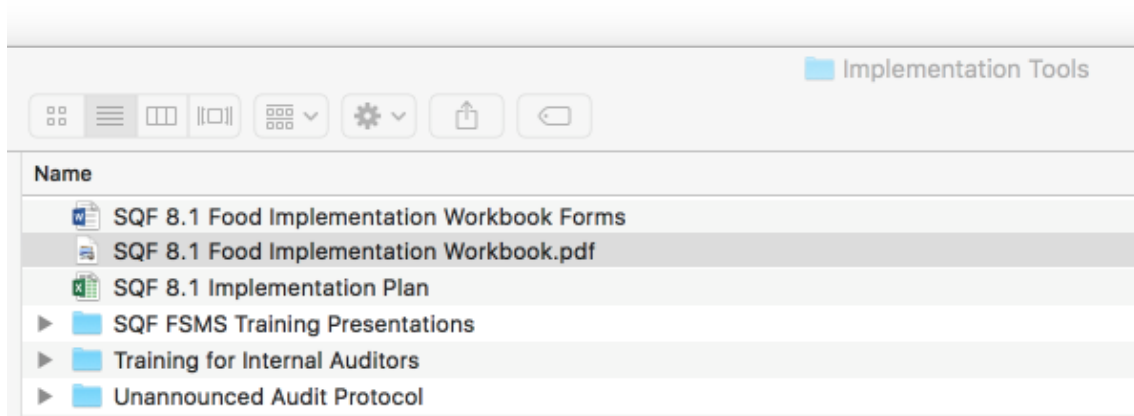 Implementation Tools
Name
SQF 8.1 Food Implementation Workbook Forms
SQF 8.1 Food Implementation Workbook.pdf
SQF 8.1 Implementation Plan
SQF FSMS Training Presentations
Training for Internal Auditors
Unannounced Audit Protocol